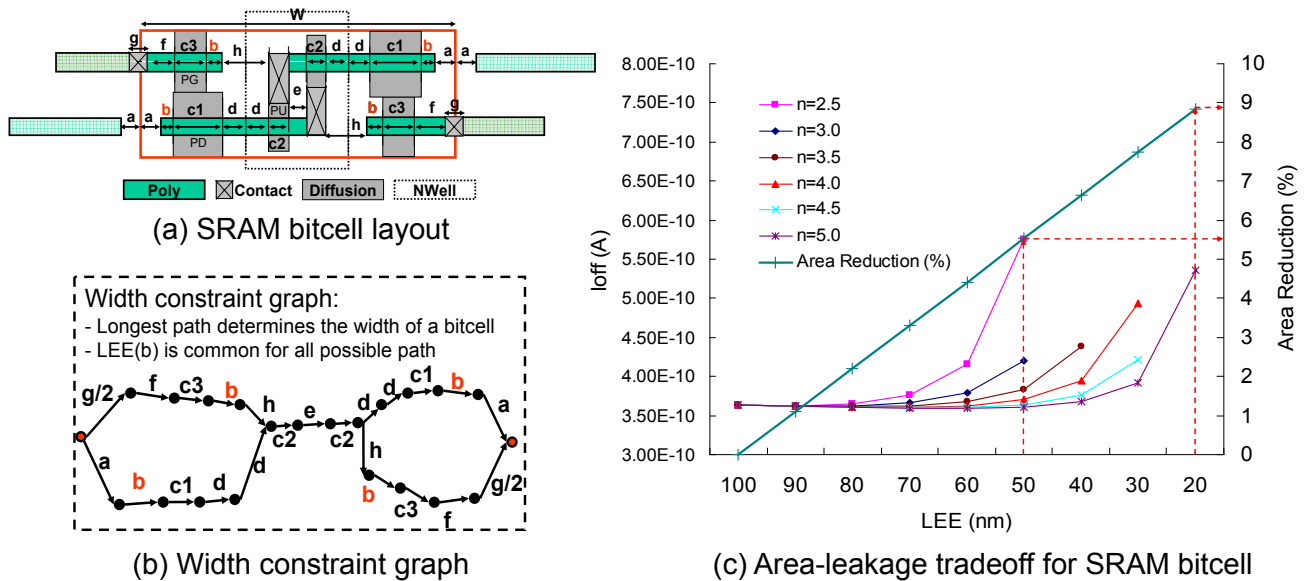 W
g
f
c3
b
h
c2
d
d
c1
b
a
a
PG
e
a
a
b
c1
d
d
PU
c2
h
b
c3
f
g
PD
Poly
Contact
Diffusion
NWell
(a) SRAM bitcell layout
Width constraint graph:
- Longest path determines the width of a bitcell
- LEE(b) is common for all possible path
g/2
f
c3
b
h
c2
e
c2
d
d
c1
b
a
a
b
c1
d
d
h
b
c3
f
g/2
(b) Width constraint graph
8.00E-10
7.50E-10
7.00E-10
6.50E-10
6.00E-10
5.50E-10
5.00E-10
4.50E-10
4.00E-10
3.50E-10
3.00E-10
Ioff (A)
n=2.5
n=3.0
n=3.5
n=4.0
n=4.5
n=5.0
Area Reduction (%)
10
9
8
7
6
5
4
3
2
1
0
Area Reduction (%)
100 90 80 70 60 50 40 30 20
LEE (nm)
(c) Area-leakage tradeoff for SRAM bitcell